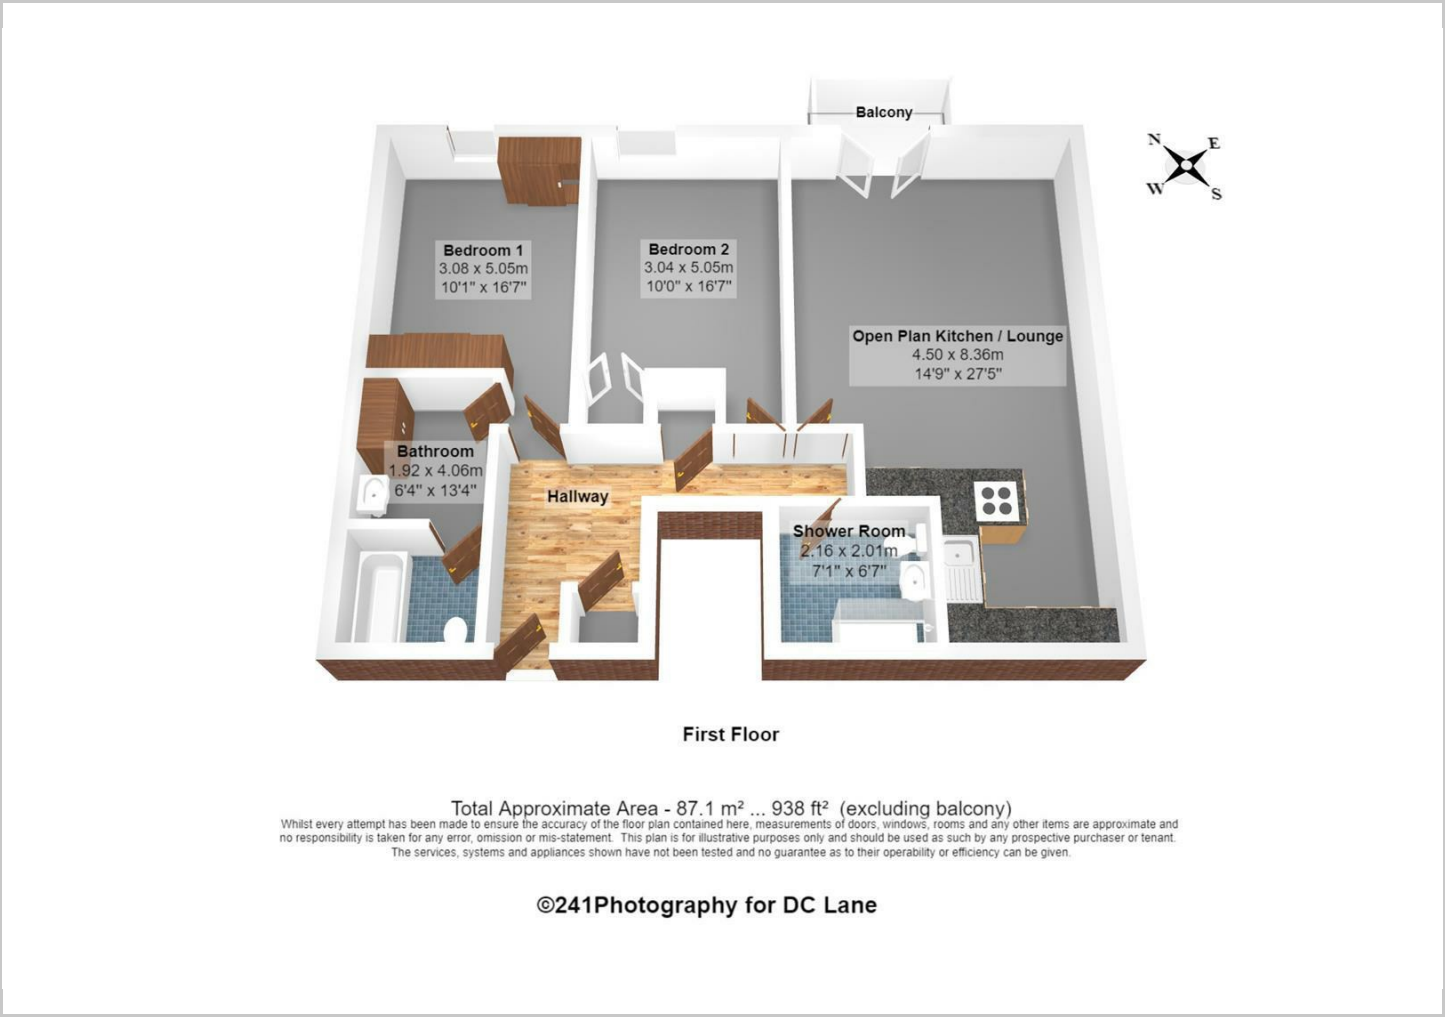 Balcony
N
E
W
S
Bedroom 1
3.08 x 5.05m
10'1" x 16'7"
Bedroom 2
3.04 x 5.05m
10'0" x 16'7"
Open Plan Kitchen / Lounge
4.50 x 8.36m
14'9" x 27'5"
Bathroom
1.92 x 4.06m
6'4" x 13'4"
Hallway
Shower Room
2.16 x 2.01m
7'1" x 6'7"
First Floor
Total Approximate Area - 87.1 m² ... 938 ft² (excluding balcony)
Whilst every attempt has been made to ensure the accuracy of the floor plan contained here, measurements of doors, windows, rooms and any other items are approximate and
no responsibility is taken for any error, omission or mis-statement. This plan is for illustrative purposes only and should be used as such by any prospective purchaser or tenant.
The services, systems and appliances shown have not been tested and no guarantee as to their operability or efficiency can be given.
©241Photography for DC Lane